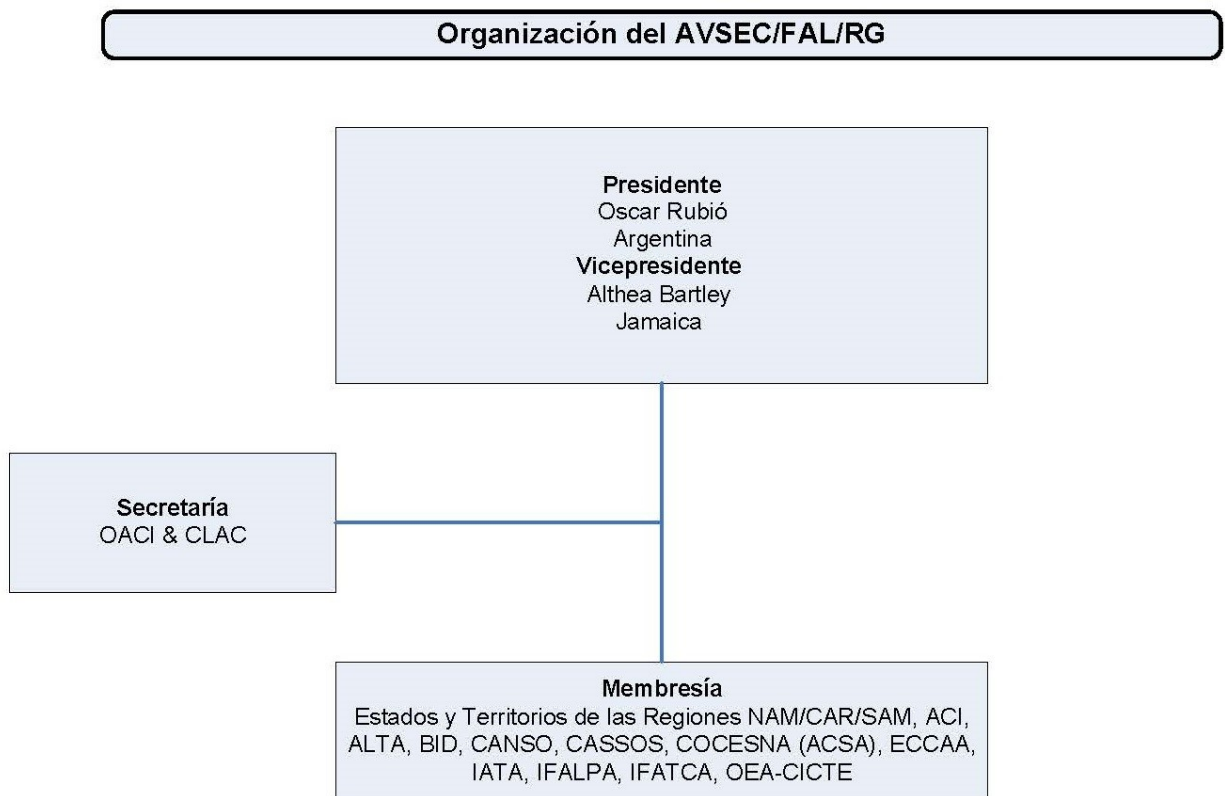 Organización del AVSEC/FAL/RG
Presidente
Oscar Rubió
Argentina
Vicepresidente
Althea Bartley
Jamaica
Secretaría
OACI & CLAC
Membresía
Estados y Territorios de las Regiones NAM/CAR/SAM, ACI,
ALTA, BID, CANSO, CASSOS, COCESNA (ACSA), ECCAA,
IATA, IFALPA, IFATCA, OEA-CICTE